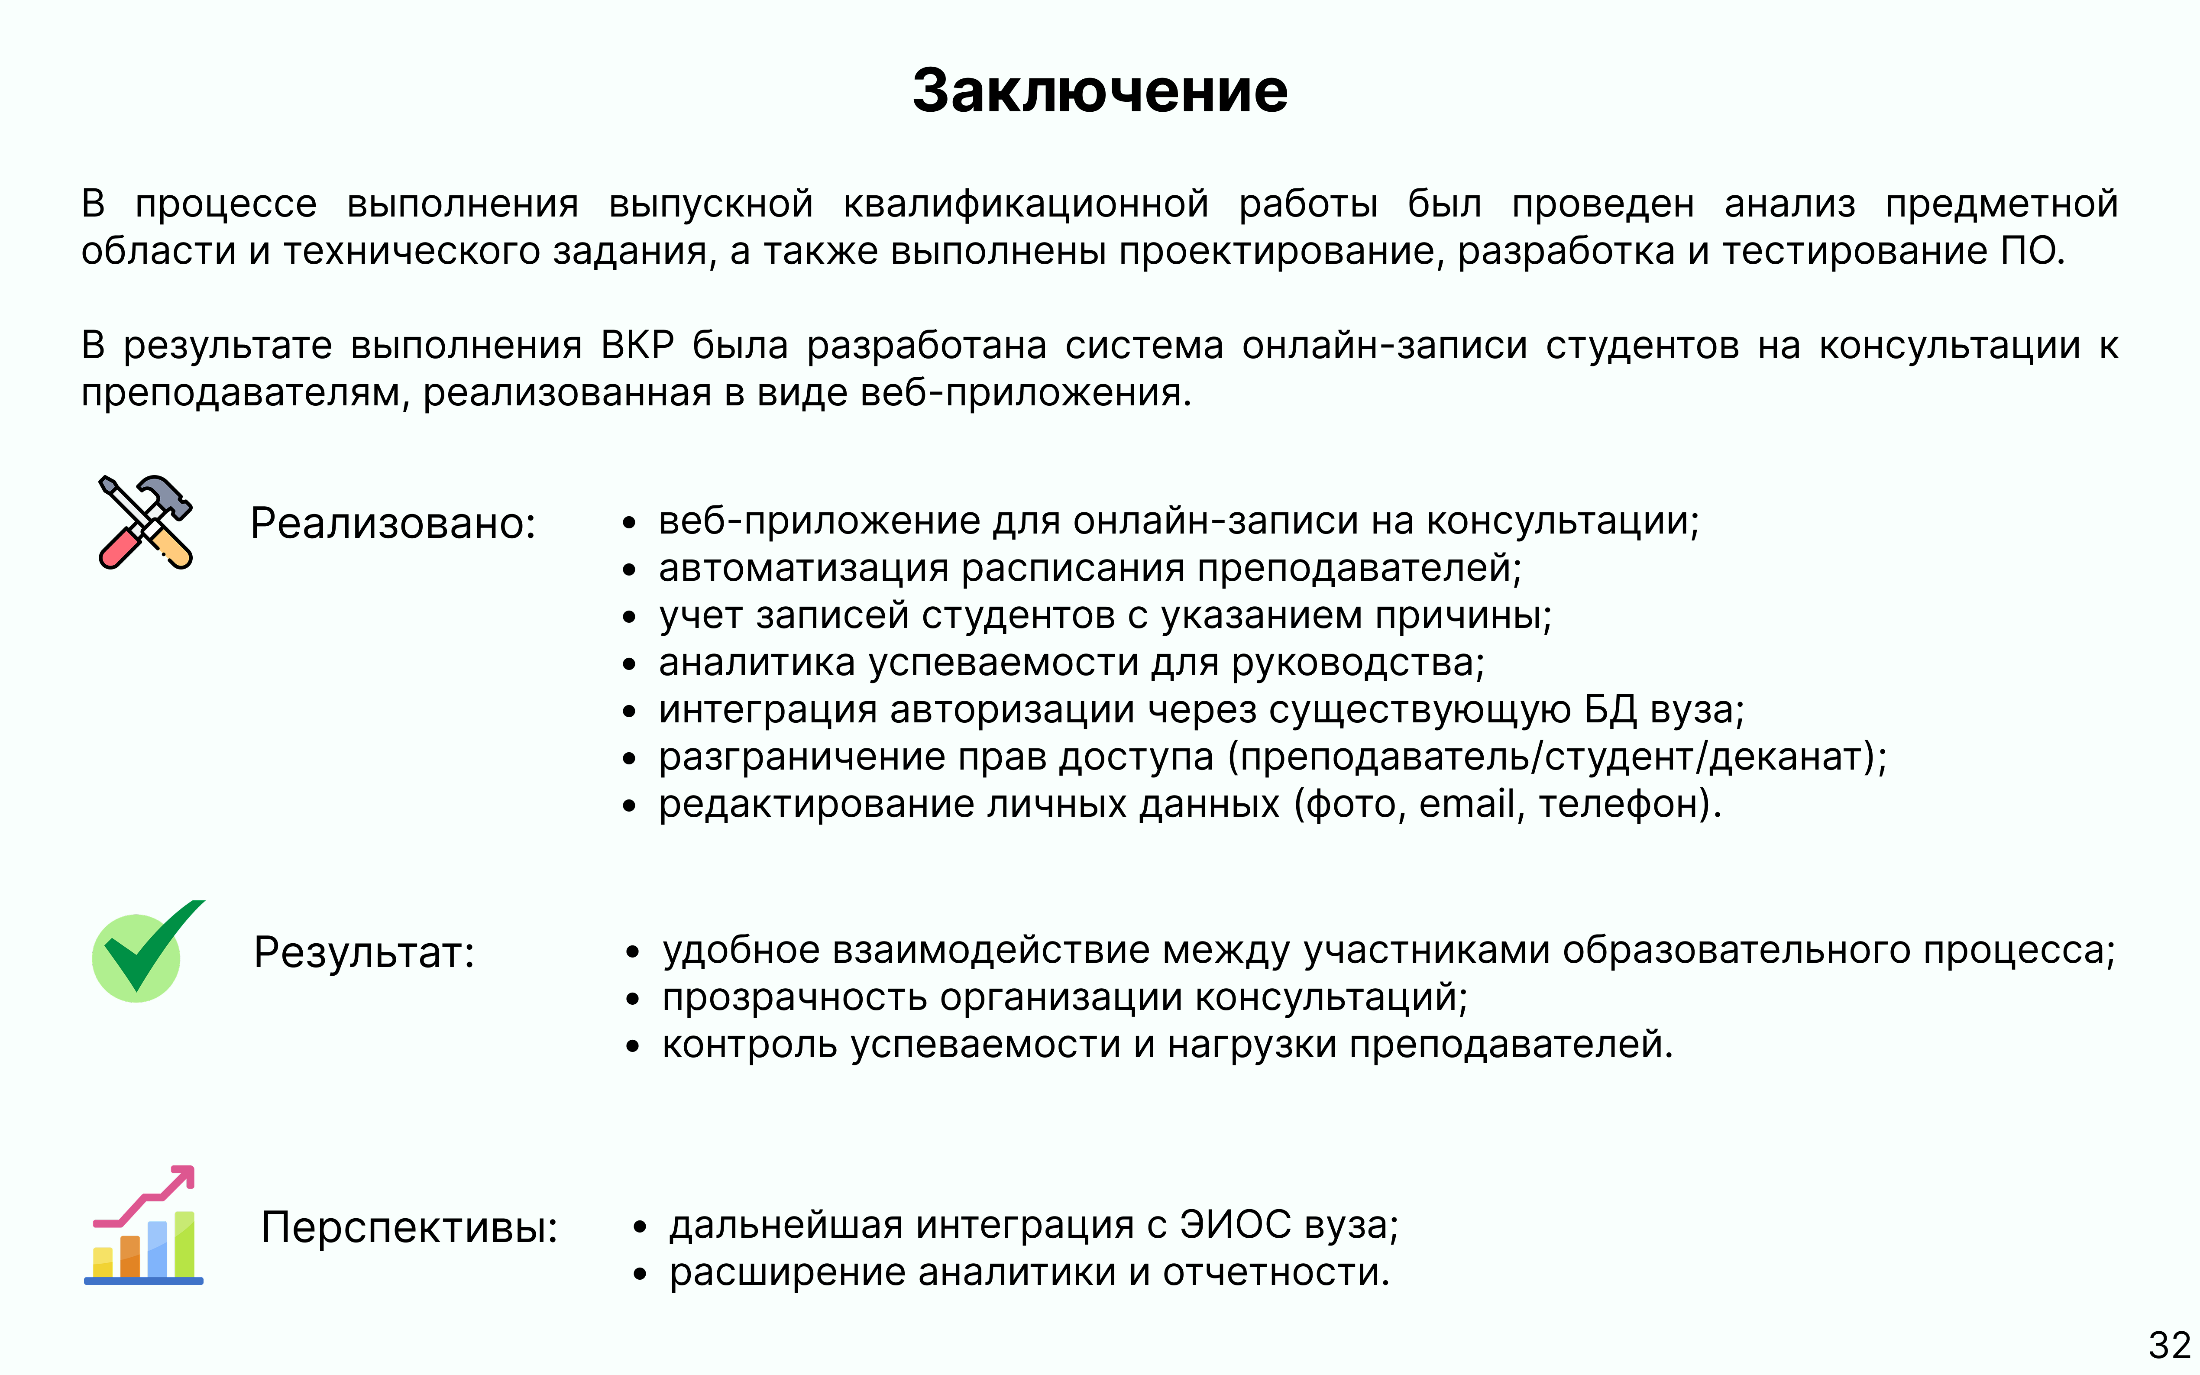 Заключение
В процессе выполнения выпускной квалификационной работы был проведен анализ предметной
области и технического задания, а также выполнены проектирование, разработка и тестирование ПО.
В результате выполнения ВКР была разработана система онлайн-записи студентов на консультации к
преподавателям, реализованная в виде веб-приложения.
Реализовано:
• веб-приложение для онлайн-записи на консультации;
• автоматизация расписания преподавателей;
• учет записей студентов с указанием причины;
• аналитика успеваемости для руководства;
• интеграция авторизации через существующую БД вуза;
• разграничение прав доступа (преподаватель/студент/деканат);
• редактирование личных данных (фото, email, телефон).
Результат:
• удобное взаимодействие между участниками образовательного процесса;
• прозрачность организации консультаций;
• контроль успеваемости и нагрузки преподавателей.
Перспективы:
• дальнейшая интеграция с ЭИОС вуза;
• расширение аналитики и отчетности.
32